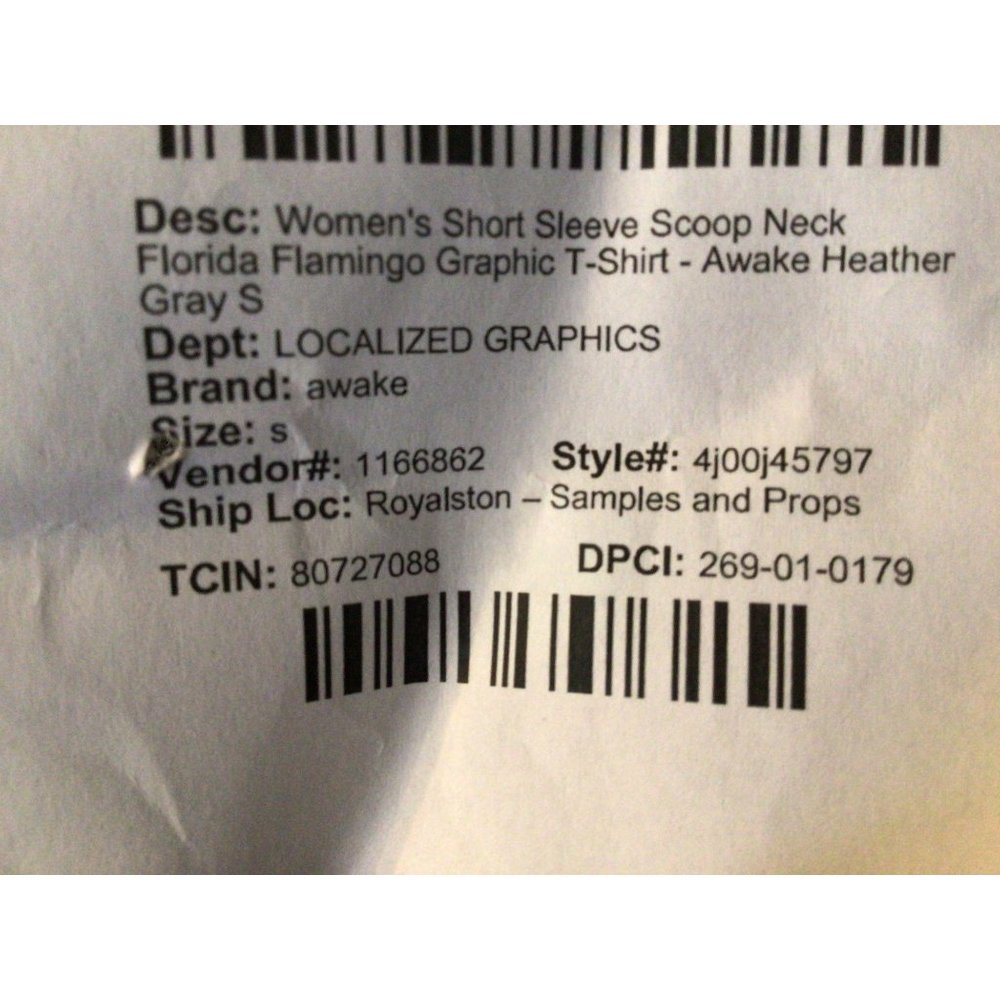 Desc: Women's Short Sleeve Scoop Neck
Florida Flamingo Graphic T-Shirt - Awake Heather
Gray S
Dept: LOCALIZED GRAPHICS
Brand: awake
Size: s
Vendor#: 1166862 Style#: 4j00j45797
Ship Loc: Royalston – Samples and Props
TCIN: 80727088 DPCI: 269-01-0179